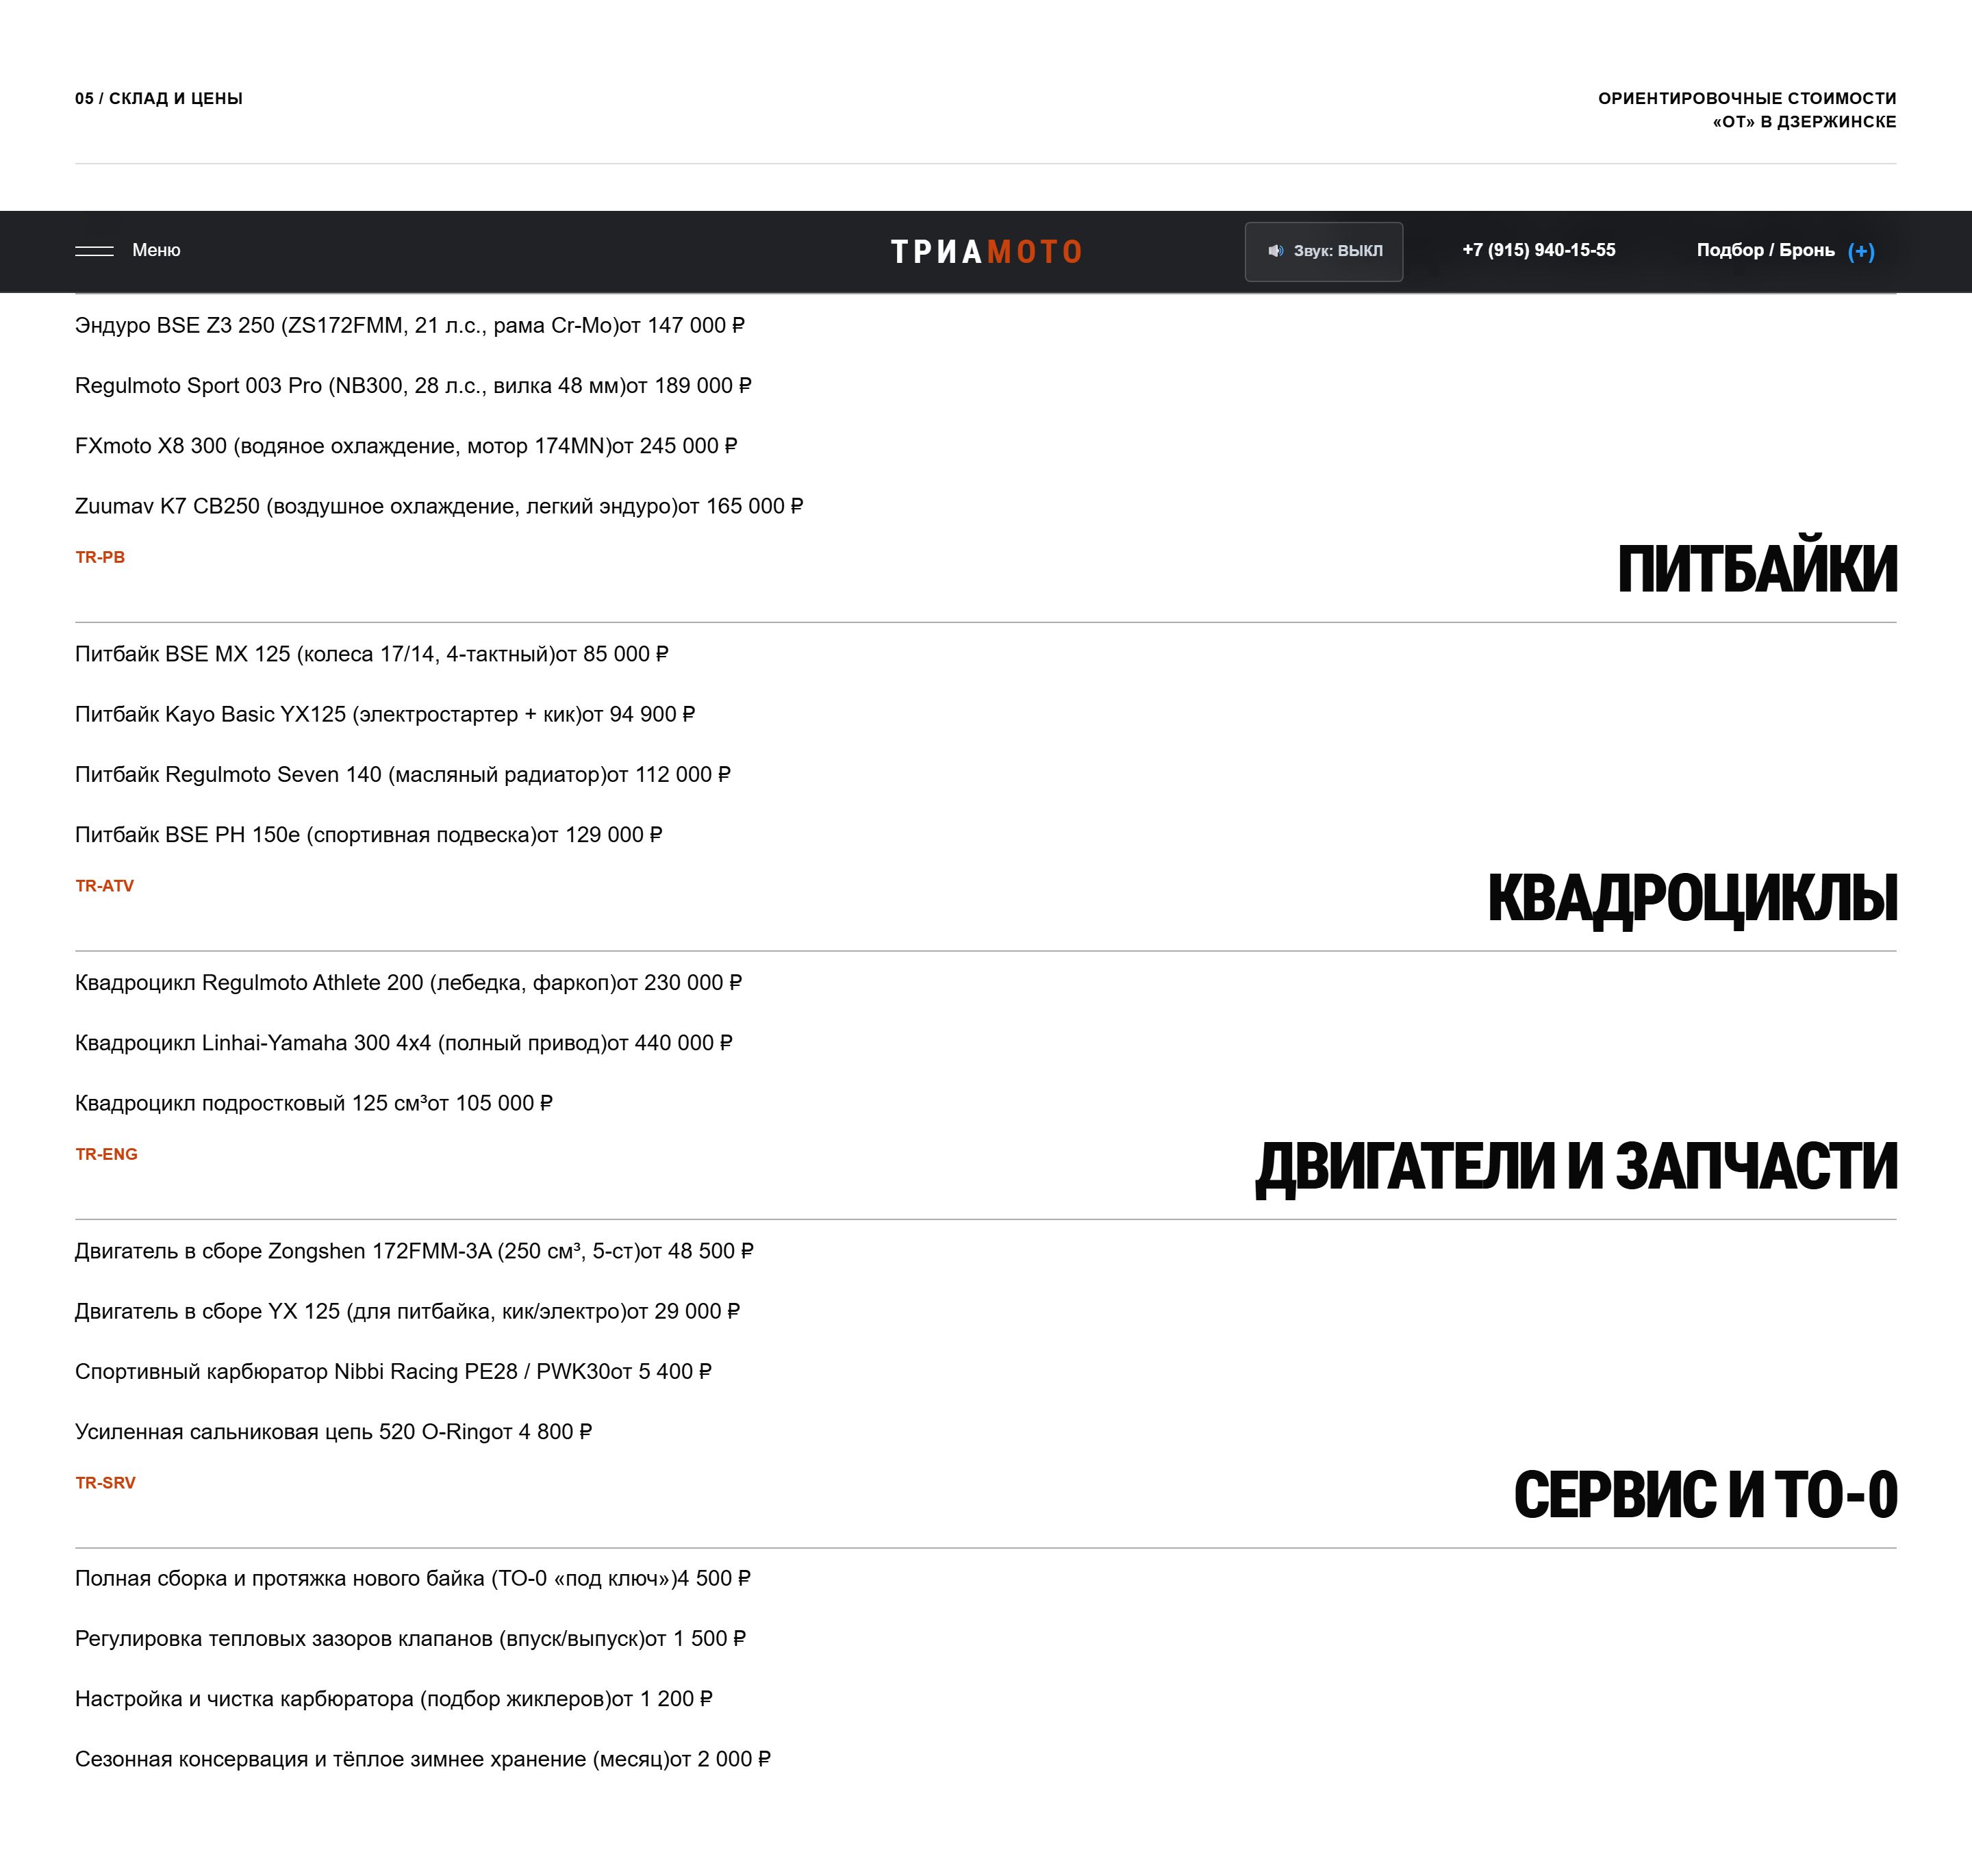 05 / СКЛАД И ЦЕНЫ
ОРИЕНТИРОВОЧНЫЕ СТОИМОСТИ
«ОТ» В ДЗЕРЖИНСКЕ
Меню
ТРИАМОТО
Звук: ВЫКЛ
+7 (915) 940-15-55
Подбор / Бронь (+)
Эндуро BSE Z3 250 (ZS172FMM, 21 л.с., рама Cr-Mo)от 147 000 ₽
Regulmoto Sport 003 Pro (NB300, 28 л.с., вилка 48 мм)от 189 000 ₽
FXmoto X8 300 (водяное охлаждение, мотор 174MN)от 245 000 ₽
Zuumav K7 CB250 (воздушное охлаждение, легкий эндуро)от 165 000 ₽
TR-PB
ПИТБАЙКИ
Питбайк BSE MX 125 (колеса 17/14, 4-тактный)от 85 000 ₽
Питбайк Kayo Basic YX125 (электростартер + кик)от 94 900 ₽
Питбайк Regulmoto Seven 140 (масляный радиатор)от 112 000 ₽
Питбайк BSE PH 150e (спортивная подвеска)от 129 000 ₽
TR-ATV
КВАДРОЦИКЛЫ
Квадроцикл Regulmoto Athlete 200 (лебедка, фаркоп)от 230 000 ₽
Квадроцикл Linhai-Yamaha 300 4x4 (полный привод)от 440 000 ₽
Квадроцикл подростковый 125 см³от 105 000 ₽
TR-ENG
ДВИГАТЕЛИ И ЗАПЧАСТИ
Двигатель в сборе Zongshen 172FMM-3A (250 см³, 5-ст)от 48 500 ₽
Двигатель в сборе YX 125 (для питбайка, кик/электро)от 29 000 ₽
Спортивный карбюратор Nibbi Racing PE28 / PWK30от 5 400 ₽
Усиленная сальниковая цепь 520 O-Ringот 4 800 ₽
TR-SRV
СЕРВИС И ТО-0
Полная сборка и протяжка нового байка (ТО-0 «под ключ»)4 500 ₽
Регулировка тепловых зазоров клапанов (впуск/выпуск)от 1 500 ₽
Настройка и чистка карбюратора (подбор жиклеров)от 1 200 ₽
Сезонная консервация и тёплое зимнее хранение (месяц)от 2 000 ₽